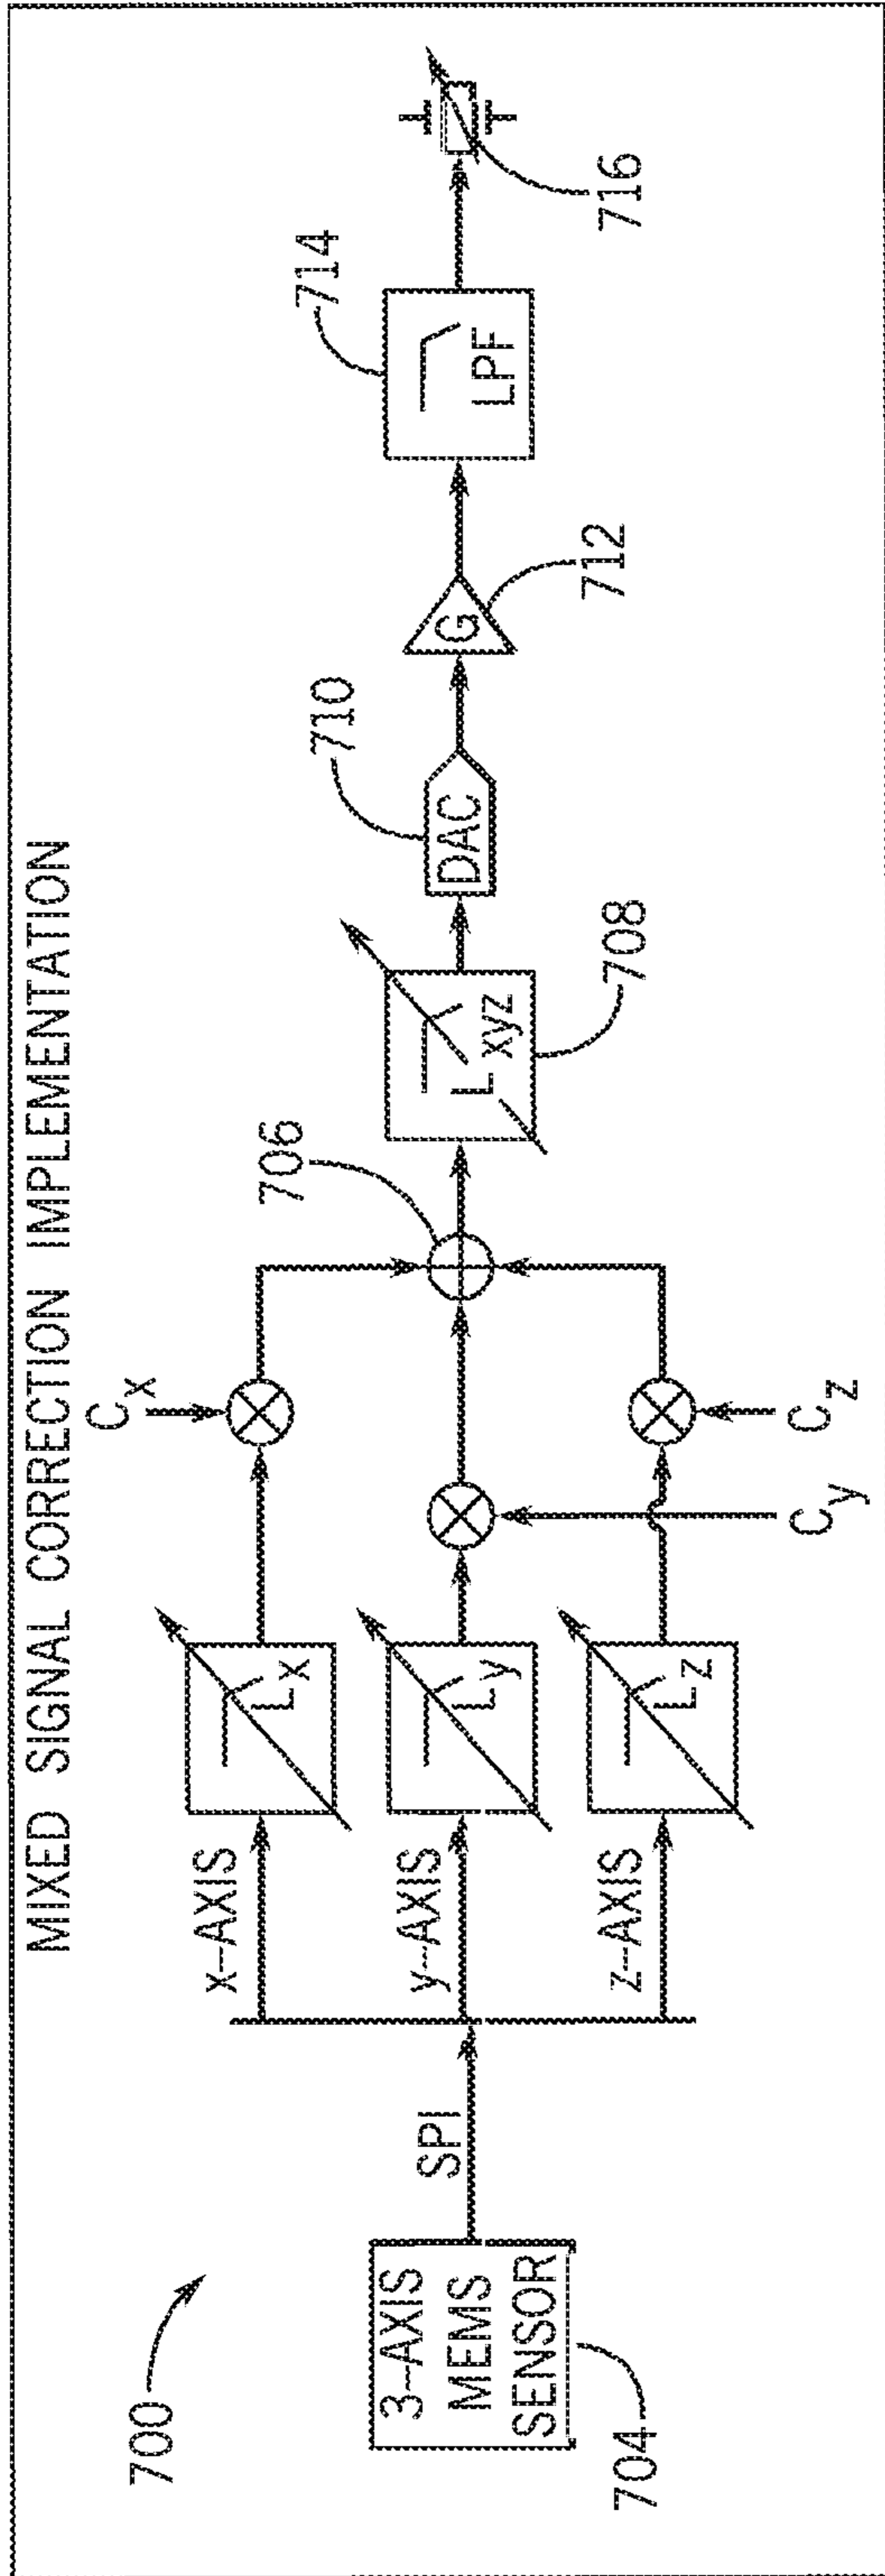 MIXED SIGNAL CORRECTION IMPLEMENTATION
700
3-AXIS
MEMS
SENSOR
704
SPI
x-AXIS
y-AXIS
z-AXIS
Lx
Ly
Lz
Cx
Cy
Cz
706
Lxyz
708
DAC
710
G
712
LPF
714
716